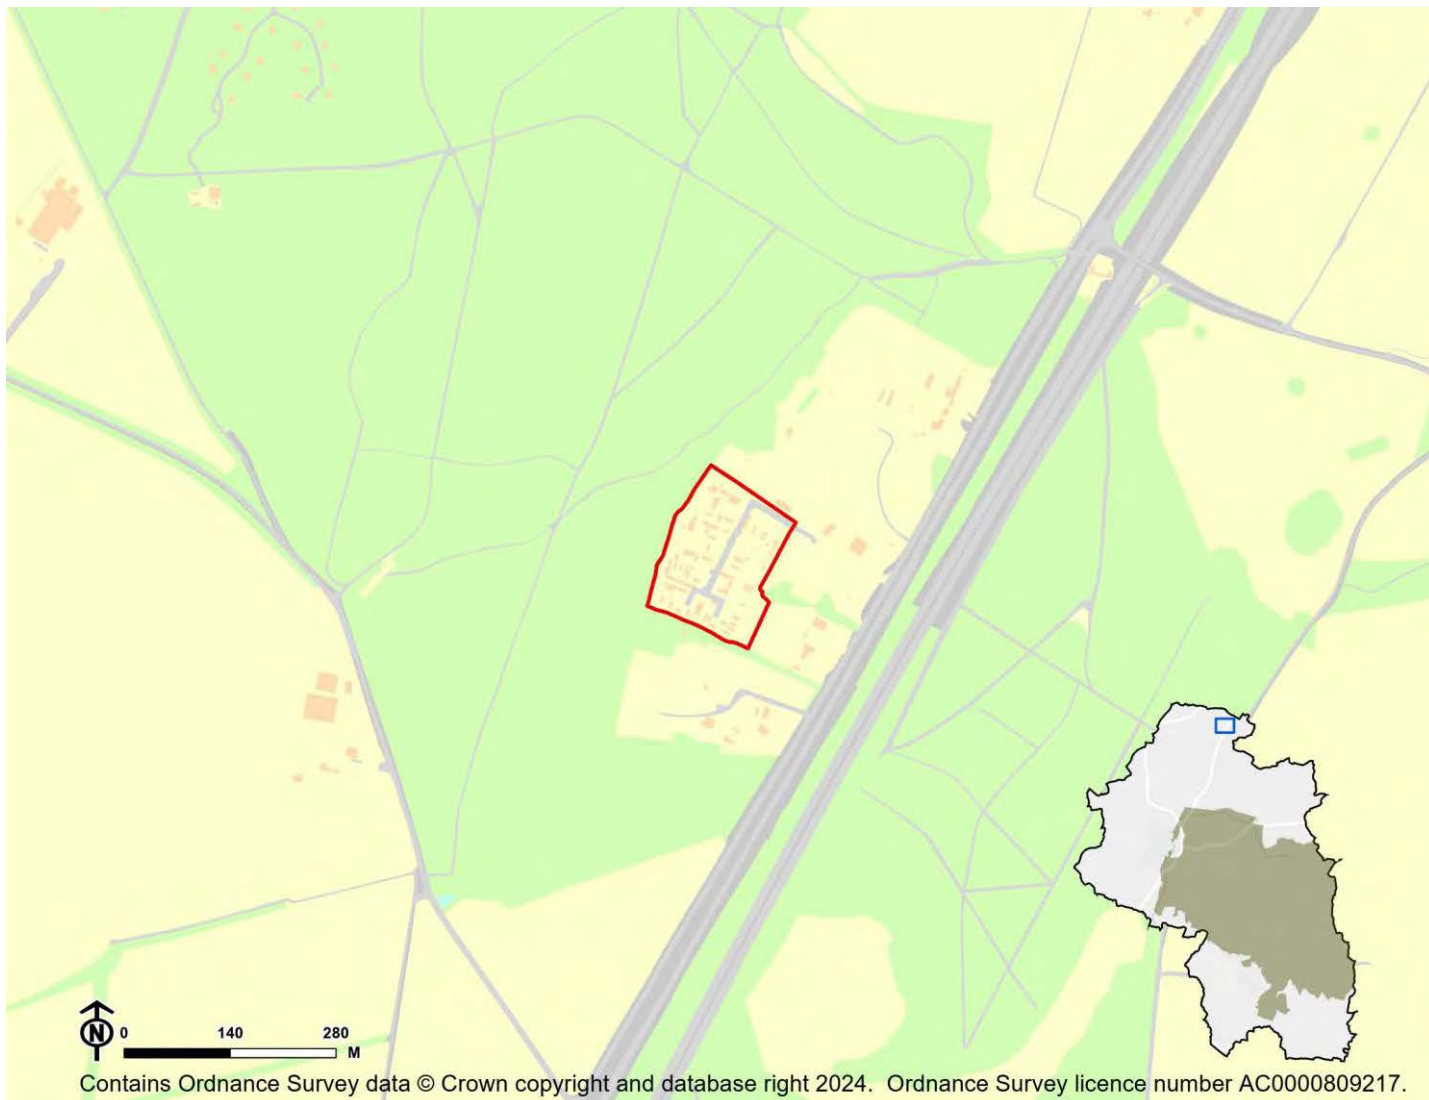 N
0 140 280
M
Contains Ordnance Survey data © Crown copyright and database right 2024. Ordnance Survey licence number AC0000809217.